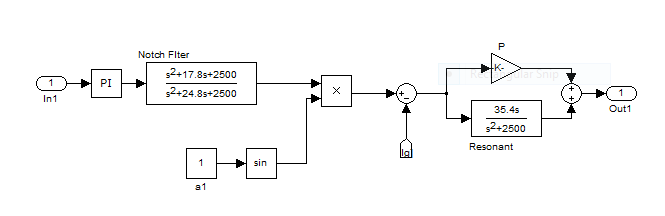 Notch Flter
P
s2+17.8s+2500
s2+24.8s+2500
-K-
PI
×
1
In1
1
Out1
35.4s
s2+2500
Resonant
1
sin
a1